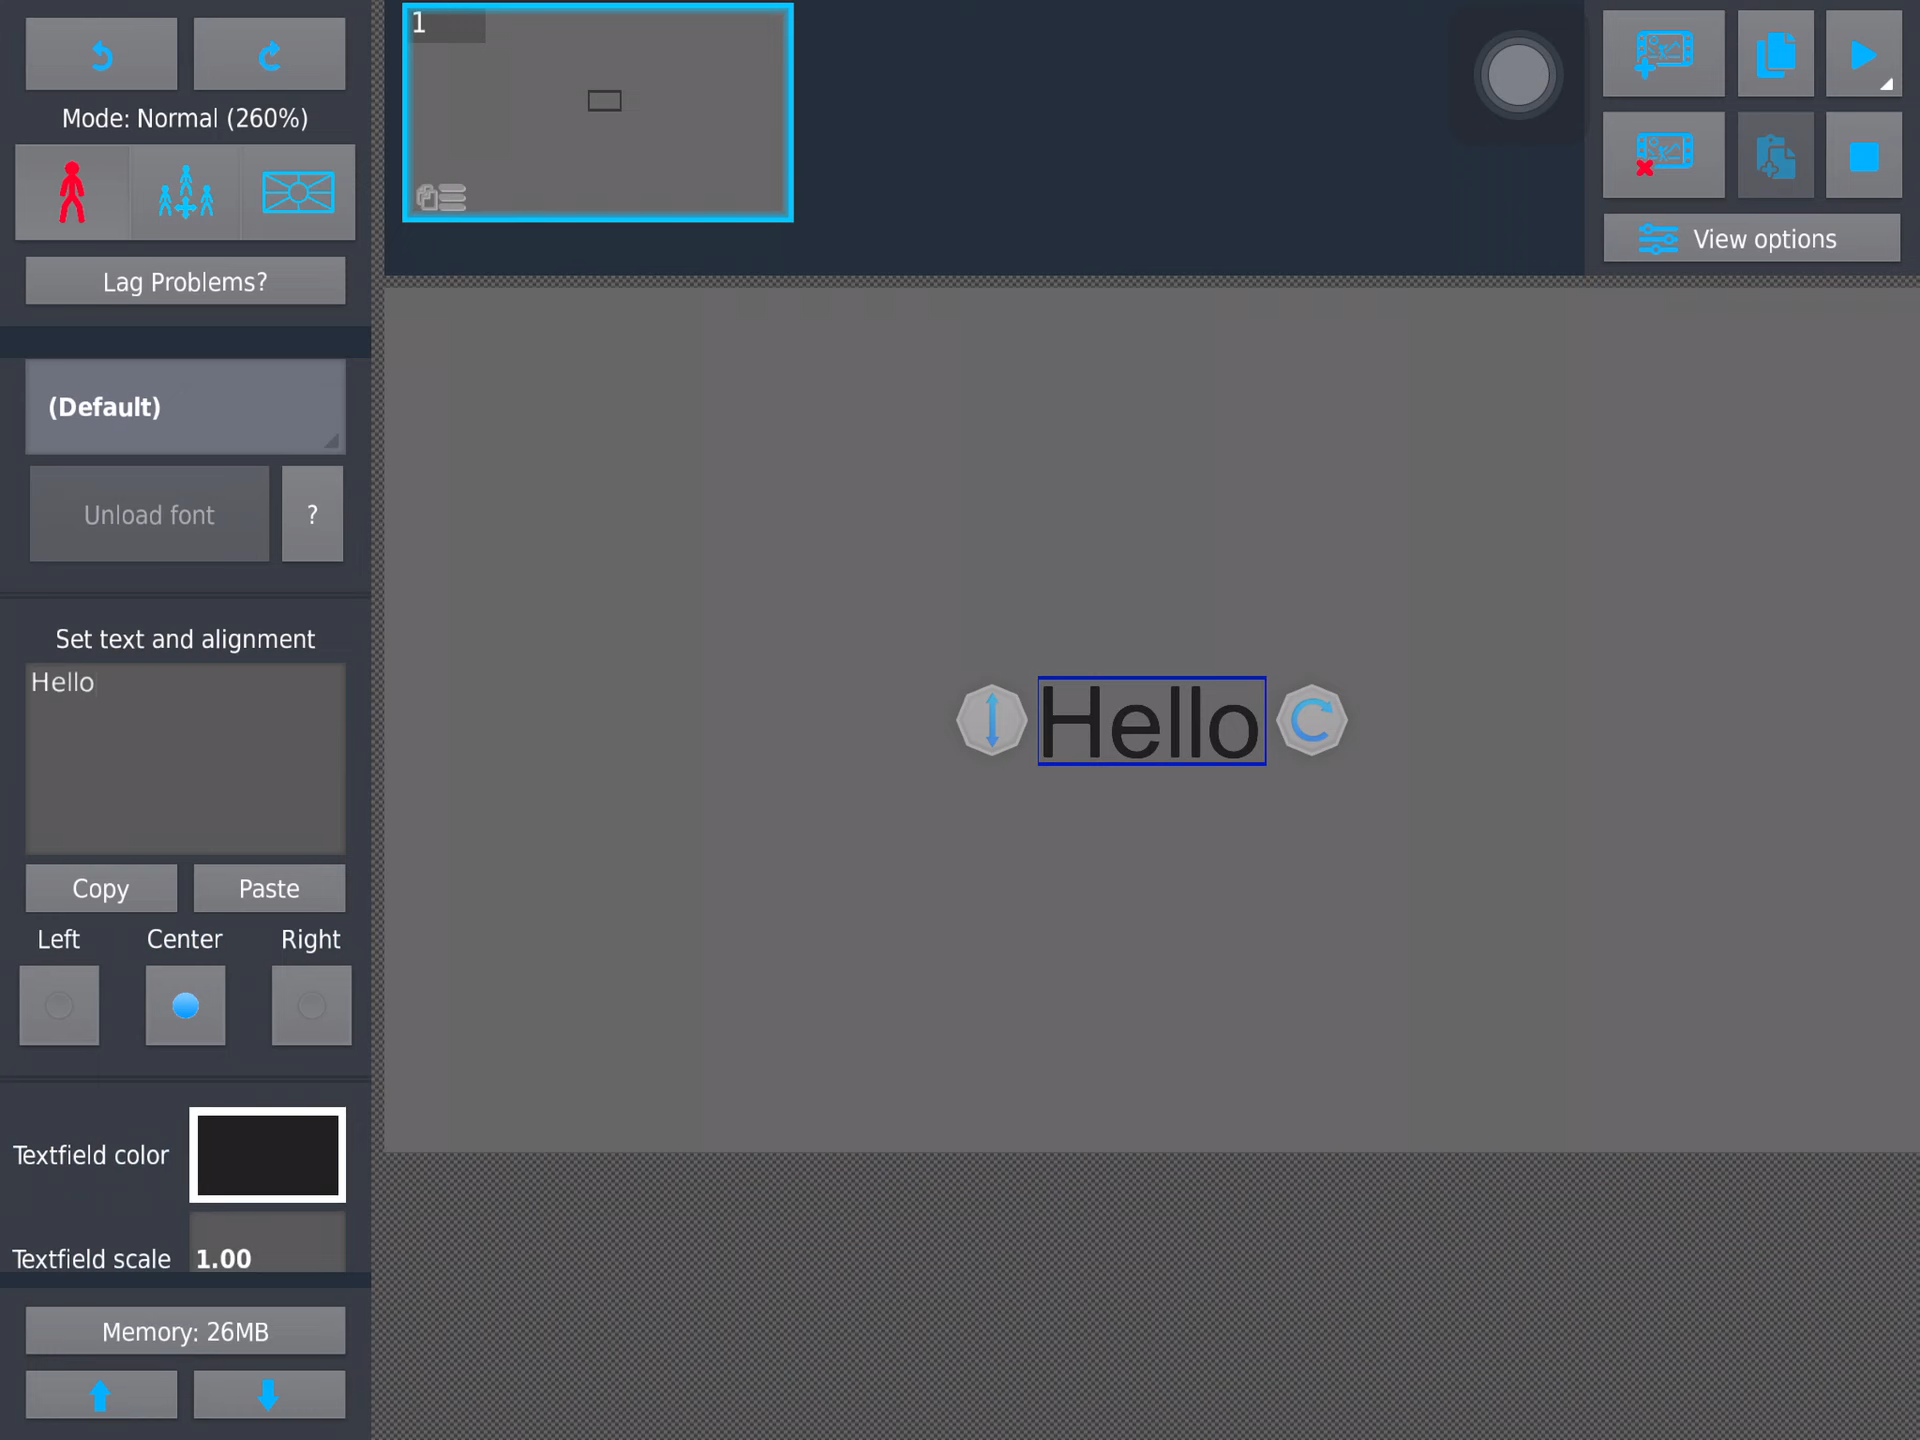 1
Mode: Normal (260%)
Lag Problems?
View options
(Default)
Unload font
?
Set text and alignment
Hello
Copy
Paste
Left
Center
Right
Hello
Textfield color
Textfield scale
1.00
Memory: 26MB